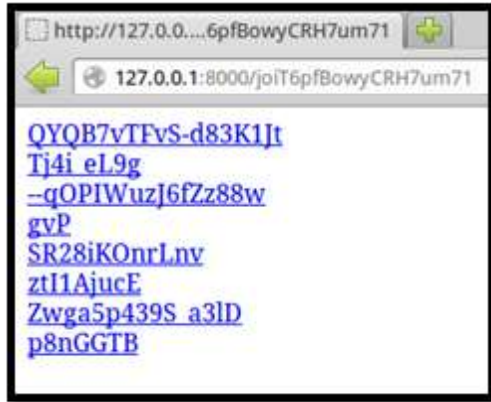 http://127.0.0....6pfBowyCRH7um71
127.0.0.1:8000/joiT6pfBowyCRH7um71
QYQB7vTFvS-d83K1Jt
Tj4i_eL9g
--qOPIWuzJ6fZz88w
gvP
SR28iKOnrLnv
ztI1AjucE
Zwga5p439S_a3lD
p8nGGTB